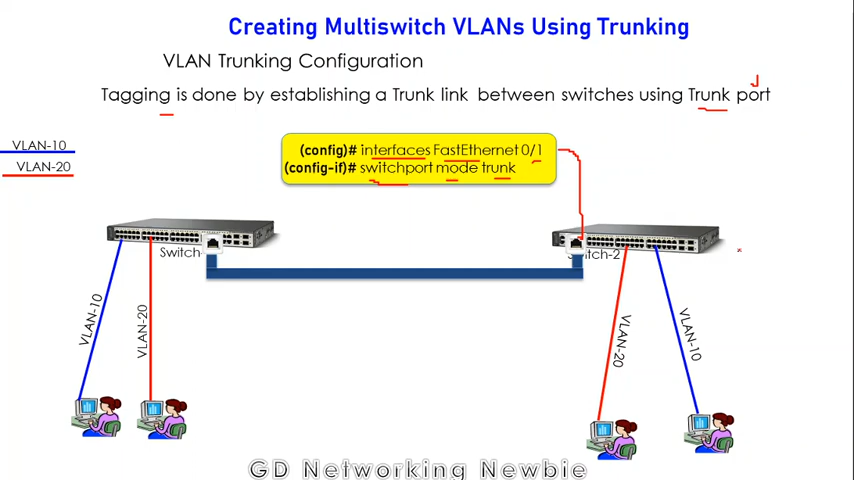 Creating Multiswitch VLANs Using Trunking
VLAN Trunking Configuration
Tagging is done by establishing a Trunk link between switches using Trunk port
VLAN-10
VLAN-20
(config)# interfaces FastEthernet 0/1
(config-if)# switchport mode trunk
Switch-
itch-2
VLAN-10
VLAN-20
VLAN-20
VLAN-10
GD Networking Newbie